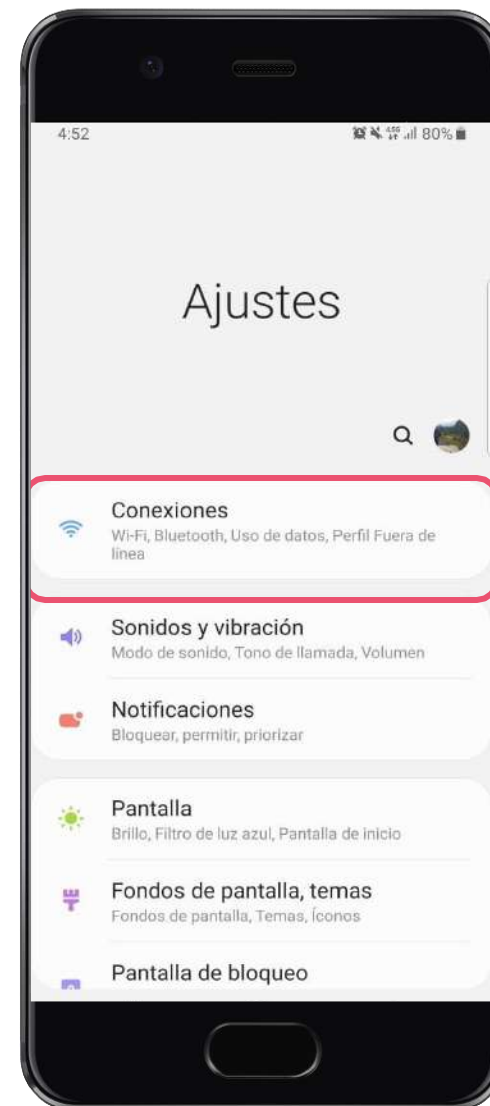 4:52
80%
Ajustes
Conexiones
Wi-Fi, Bluetooth, Uso de datos, Perfil Fuera de
línea
Sonidos y vibración
Modo de sonido, Tono de llamada, Volumen
Notificaciones
Bloquear, permitir, priorizar
Pantalla
Brillo, Filtro de luz azul, Pantalla de inicio
Fondos de pantalla, temas
Fondos de pantalla, Temas, Íconos
Pantalla de bloqueo